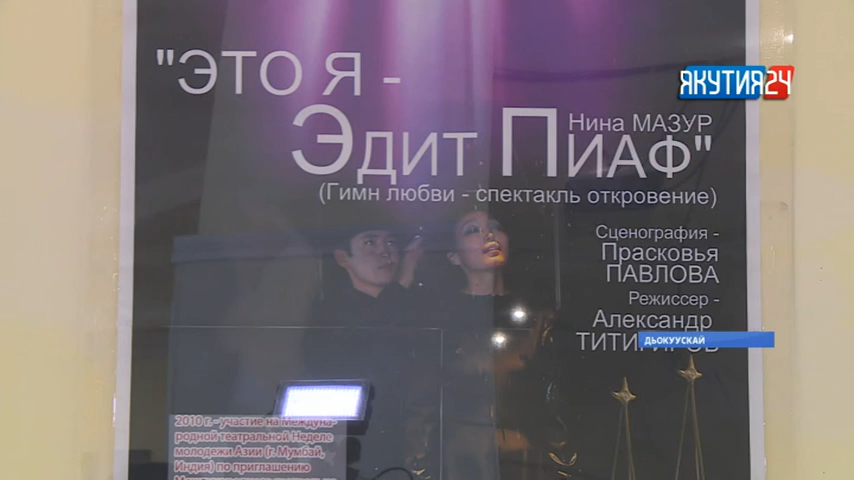 ЯКУТИЯ24
"ЭТО Я -
Нина МАЗУР
ЭДИТ ПИАФ"
(Гимн любви - спектакль откровение)
Сценография -
Прасковья
ПАВЛОВА
Режиссер -
Александр
ДЬОКУУСКАЙ
2010 г. - участие на Междуна-
родной театральной Неделе
молодежи Азии (г. Мумбай,
Индия) по приглашению